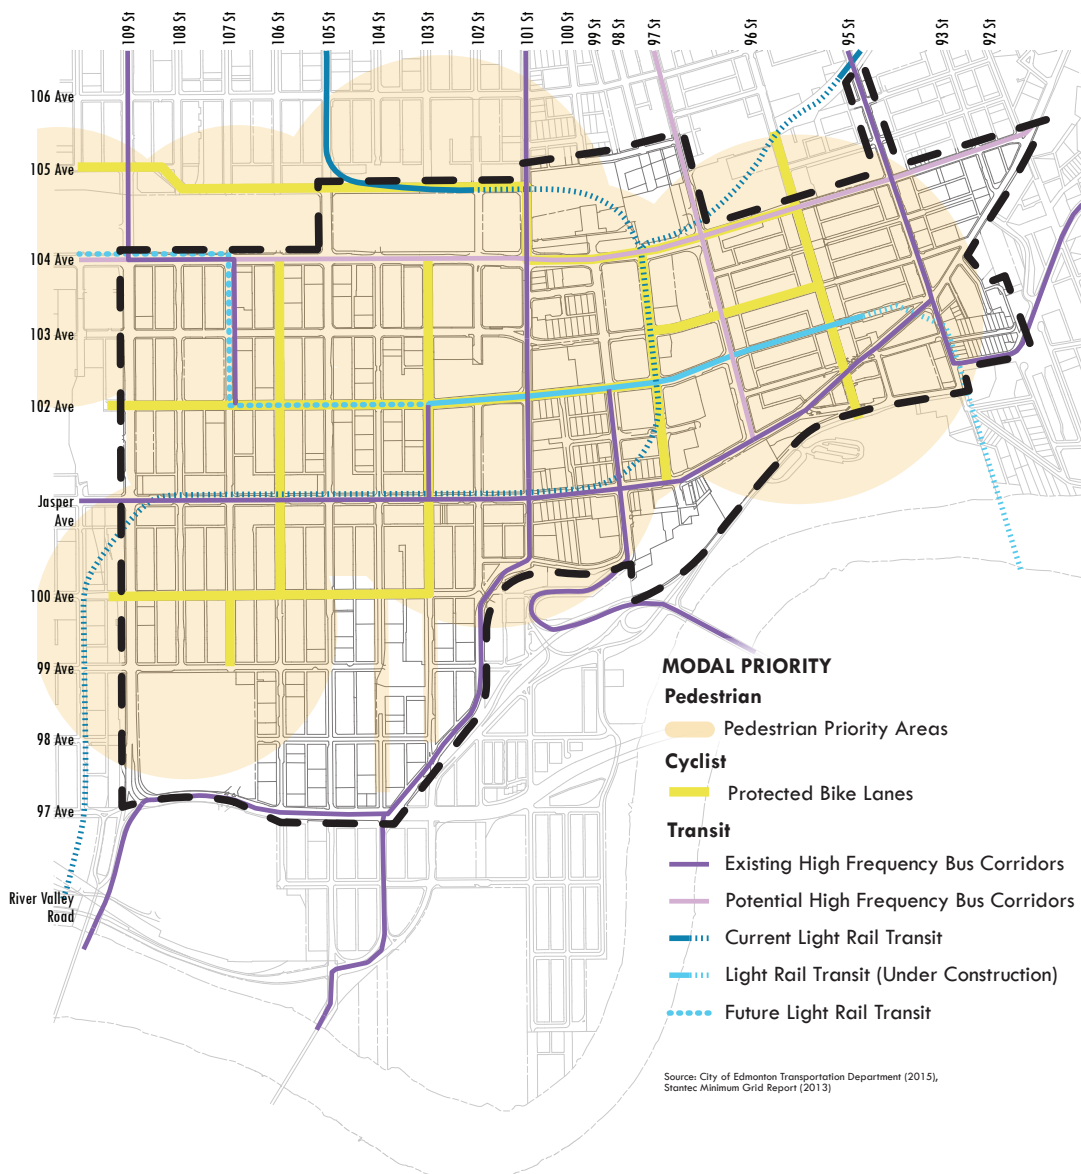 109 St
108 St
107 St
106 St
105 St
104 St
103 St
102 St
101 St
100 St
99 St
98 St
97 St
96 St
95 St
93 St
92 St
106 Ave
105 Ave
104 Ave
103 Ave
102 Ave
Jasper
Ave
100 Ave
99 Ave
98 Ave
97 Ave
River Valley
Road
MODAL PRIORITY
Pedestrian
Pedestrian Priority Areas
Cyclist
Protected Bike Lanes
Transit
Existing High Frequency Bus Corridors
Potential High Frequency Bus Corridors
Current Light Rail Transit
Light Rail Transit (Under Construction)
Future Light Rail Transit
Source: City of Edmonton Transportation Department (2015),
Stantec Minimum Grid Report (2013)